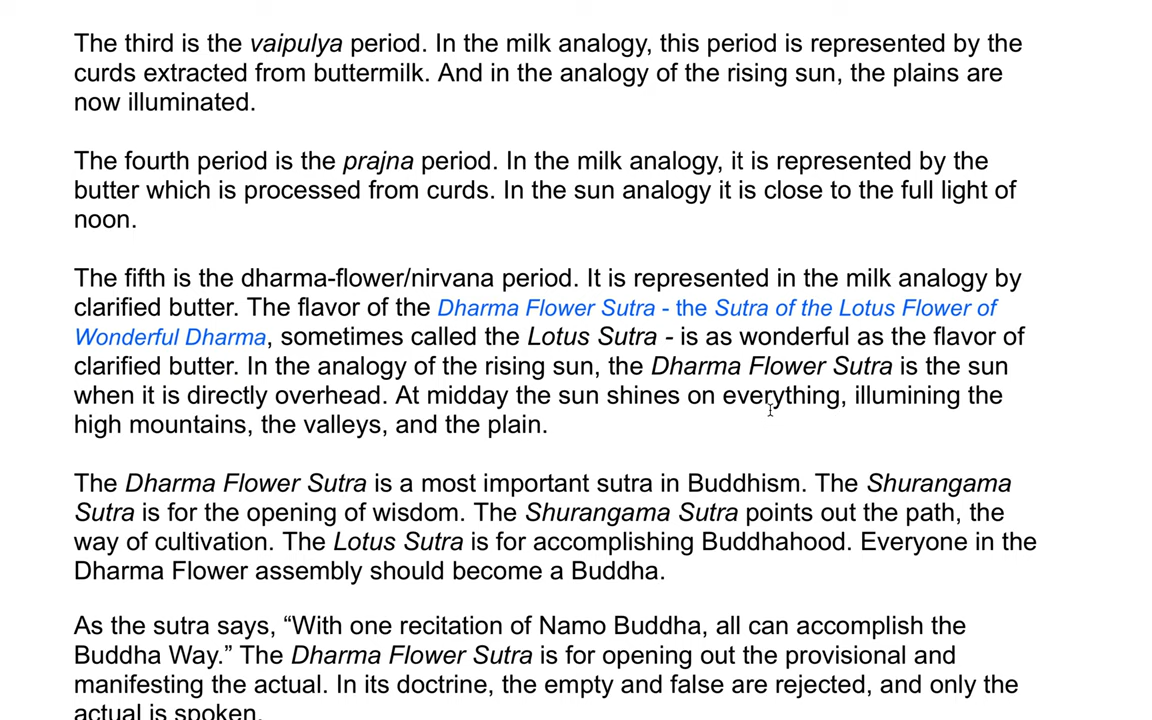 The third is the vaipulya period. In the milk analogy, this period is represented by the
curds extracted from buttermilk. And in the analogy of the rising sun, the plains are
now illuminated.
The fourth period is the prajna period. In the milk analogy, it is represented by the
butter which is processed from curds. In the sun analogy it is close to the full light of
noon.
The fifth is the dharma-flower/nirvana period. It is represented in the milk analogy by
clarified butter. The flavor of the Dharma Flower Sutra - the Sutra of the Lotus Flower of
Wonderful Dharma, sometimes called the Lotus Sutra - is as wonderful as the flavor of
clarified butter. In the analogy of the rising sun, the Dharma Flower Sutra is the sun
when it is directly overhead. At midday the sun shines on everything, illumining the
high mountains, the valleys, and the plain.
The Dharma Flower Sutra is a most important sutra in Buddhism. The Shurangama
Sutra is for the opening of wisdom. The Shurangama Sutra points out the path, the
way of cultivation. The Lotus Sutra is for accomplishing Buddhahood. Everyone in the
Dharma Flower assembly should become a Buddha.
As the sutra says, “With one recitation of Namo Buddha, all can accomplish the
Buddha Way.” The Dharma Flower Sutra is for opening out the provisional and
manifesting the actual. In its doctrine, the empty and false are rejected, and only the
actual is spoken.